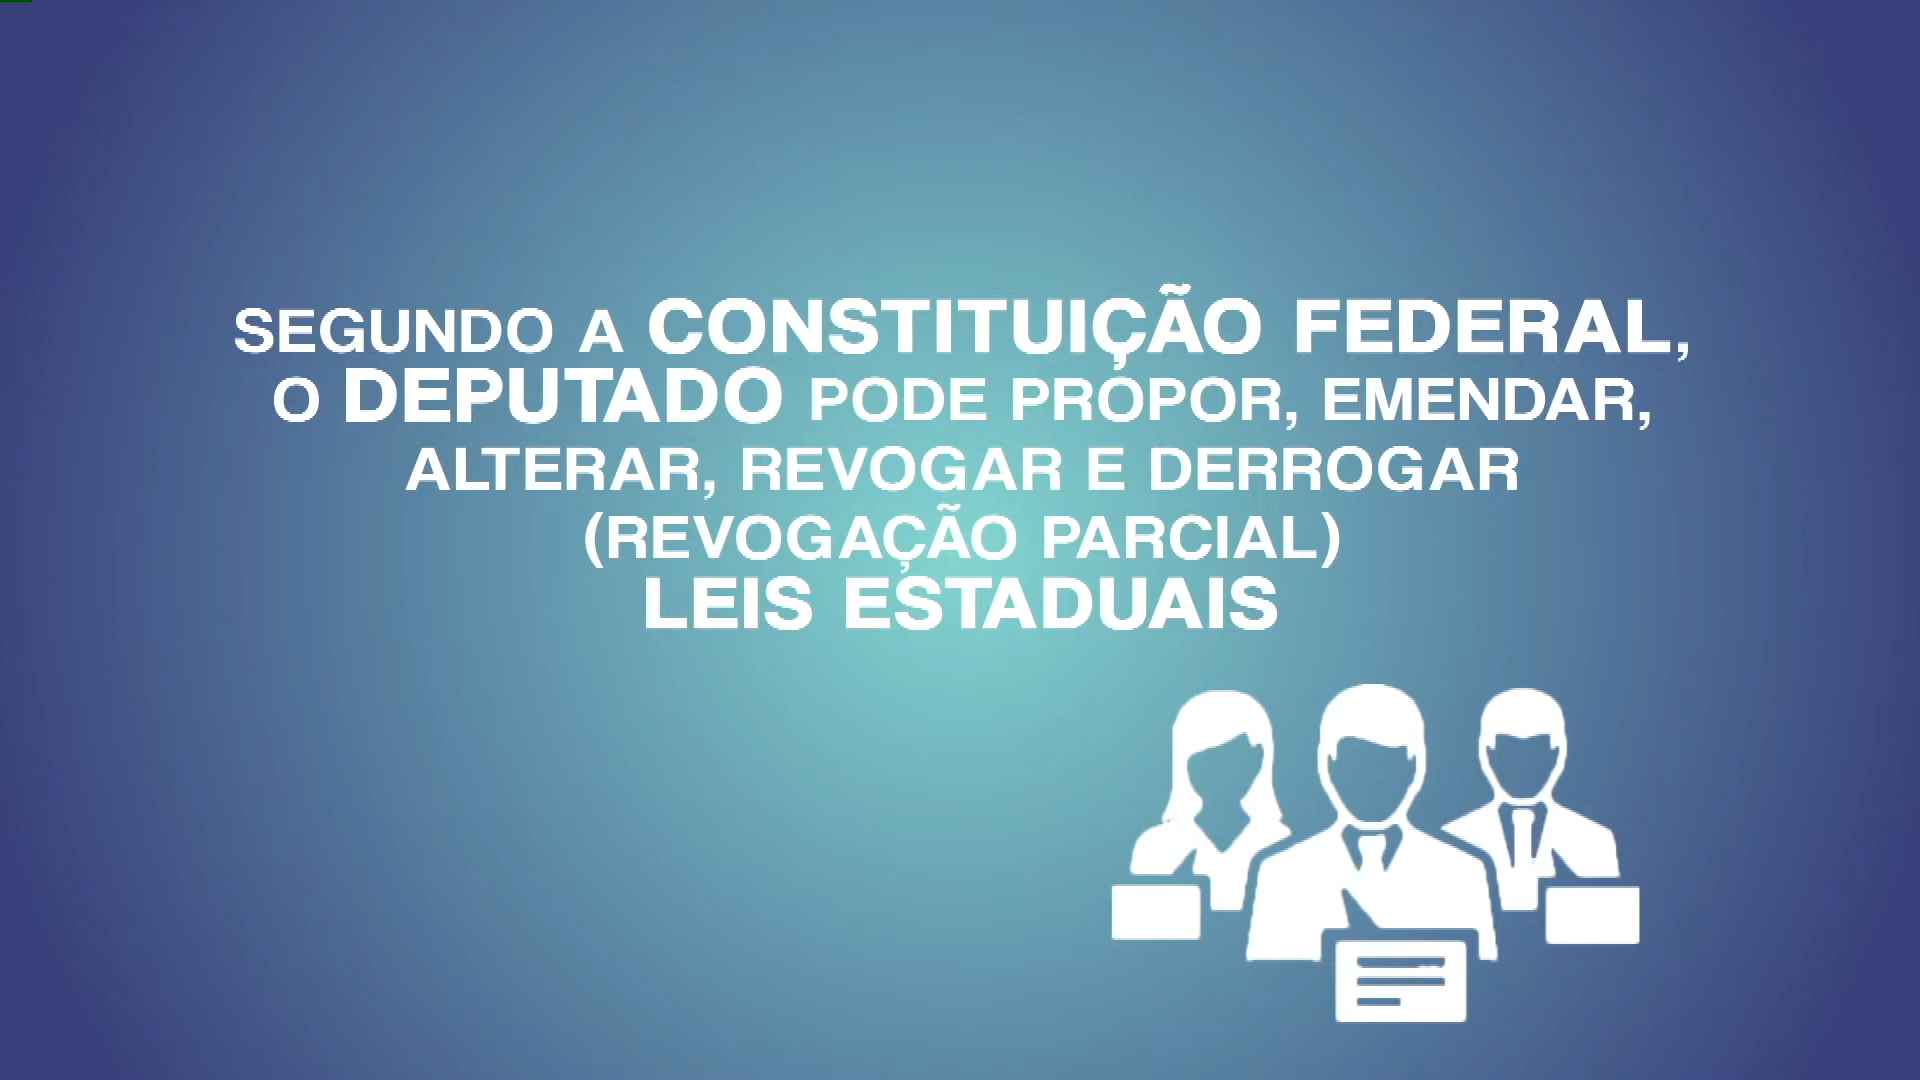 SEGUNDO A CONSTITUIÇÃO FEDERAL,
O DEPUTADO PODE PROPOR, EMENDAR,
ALTERAR, REVOGAR E DERROGAR
(REVOGAÇÃO PARCIAL)
LEIS ESTADUAIS